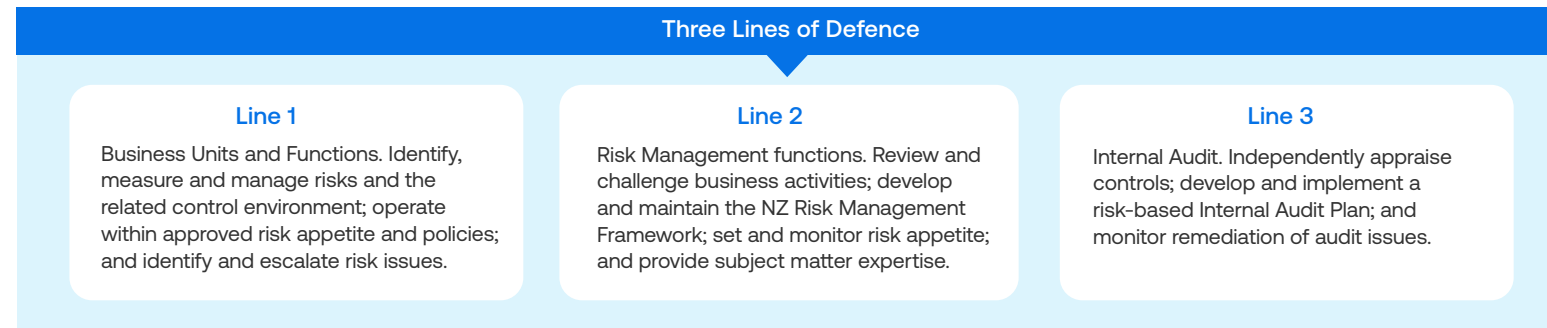 Three Lines of Defence
Line 1
Business Units and Functions. Identify,
measure and manage risks and the
related control environment; operate
within approved risk appetite and policies;
and identify and escalate risk issues.
Line 2
Risk Management functions. Review and
challenge business activities; develop
and maintain the NZ Risk Management
Framework; set and monitor risk appetite;
and provide subject matter expertise.
Line 3
Internal Audit. Independently appraise
controls; develop and implement a
risk-based Internal Audit Plan; and
monitor remediation of audit issues.